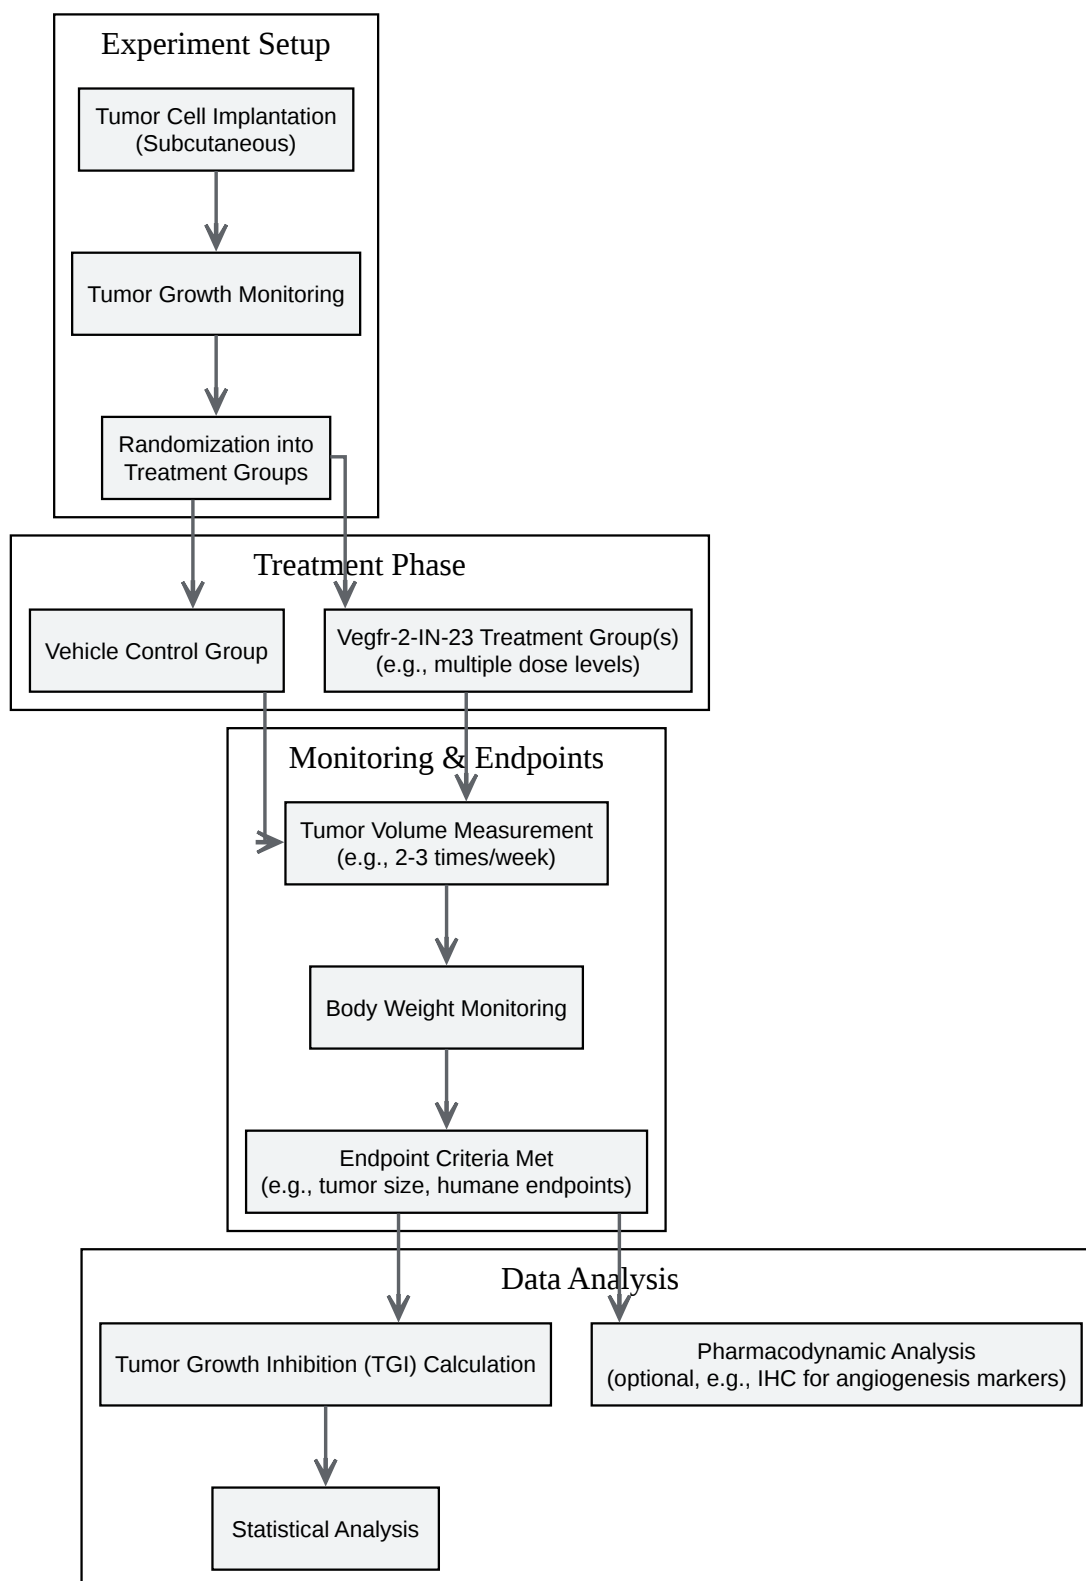 Experiment Setup
Tumor Cell Implantation
(Subcutaneous)
Tumor Growth Monitoring
Randomization into
Treatment Groups
Treatment Phase
Vehicle Control Group
Vegfr-2-IN-23 Treatment Group(s)
(e.g., multiple dose levels)
Monitoring & Endpoints
Tumor Volume Measurement
(e.g., 2-3 times/week)
Body Weight Monitoring
Endpoint Criteria Met
(e.g., tumor size, humane endpoints)
Data Analysis
Tumor Growth Inhibition (TGI) Calculation
Pharmacodynamic Analysis
(optional, e.g., IHC for angiogenesis markers)
Statistical Analysis